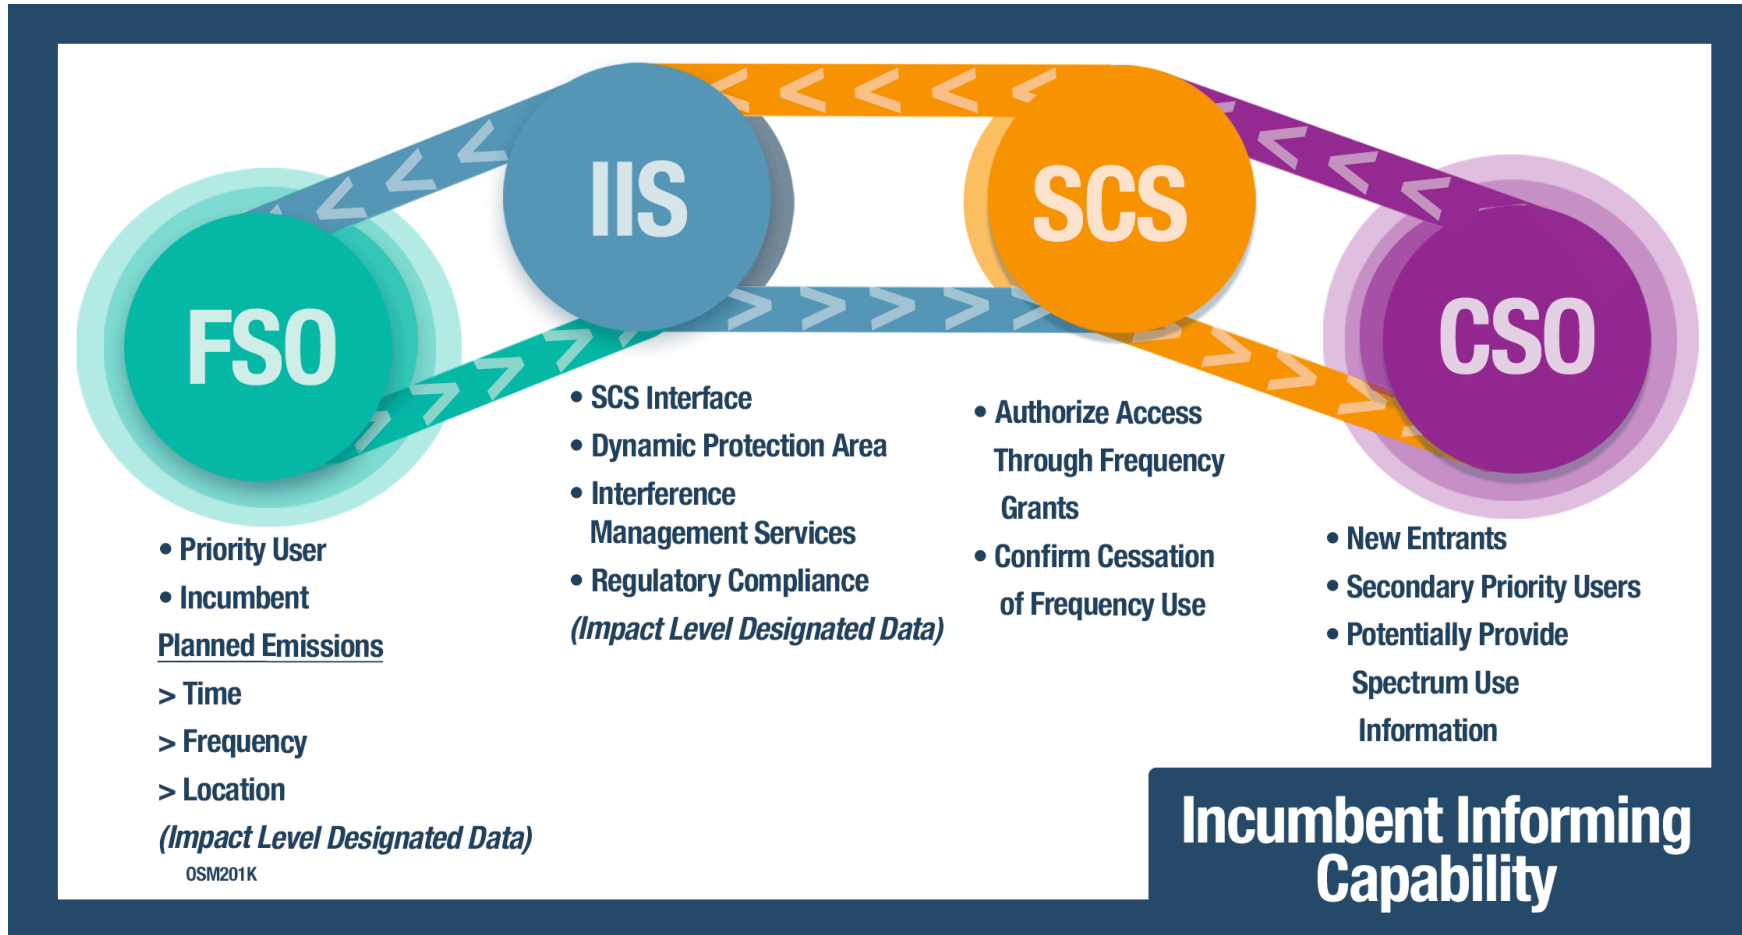 FSO
IIS
SCS
CSO
• Priority User
• Incumbent
Planned Emissions
> Time
> Frequency
> Location
(Impact Level Designated Data)
OSM201K
• SCS Interface
• Dynamic Protection Area
• Interference
Management Services
• Regulatory Compliance
(Impact Level Designated Data)
• Authorize Access
Through Frequency
Grants
• Confirm Cessation
of Frequency Use
• New Entrants
• Secondary Priority Users
• Potentially Provide
Spectrum Use
Information
Incumbent Informing
Capability